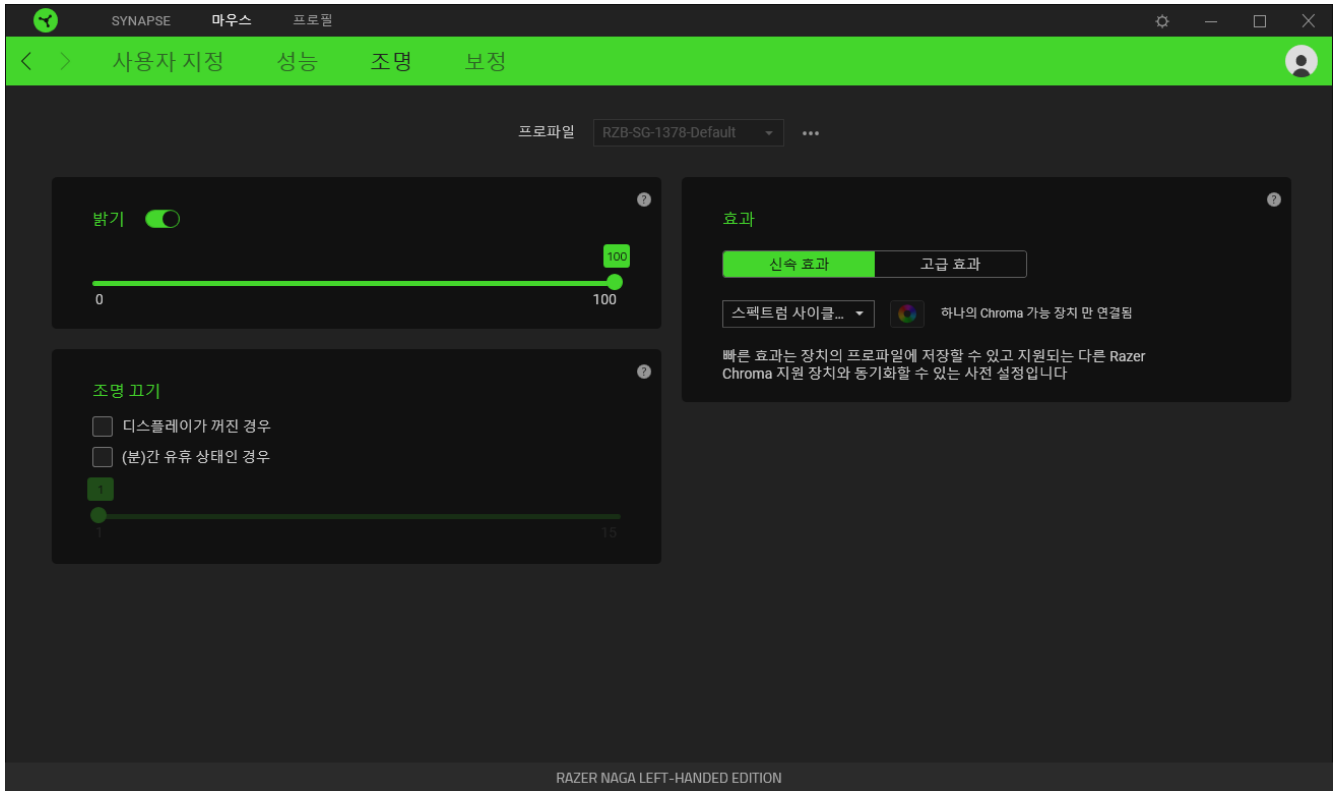 SYNAPSE 마우스 프로필
사용자 지정 성능 조명 보정
프로파일 RZB-SG-1378-Default
밝기
100
0 100
조명 끄기
디스플레이가 꺼진 경우
(분)간 유휴 상태인 경우
1
1 15
효과
신속 효과 고급 효과
스펙트럼 사이클... 하나의 Chroma 가능 장치 만 연결됨
빠른 효과는 장치의 프로파일에 저장할 수 있고 지원되는 다른 Razer
Chroma 지원 장치와 동기화할 수 있는 사전 설정입니다
RAZER NAGA LEFT-HANDED EDITION